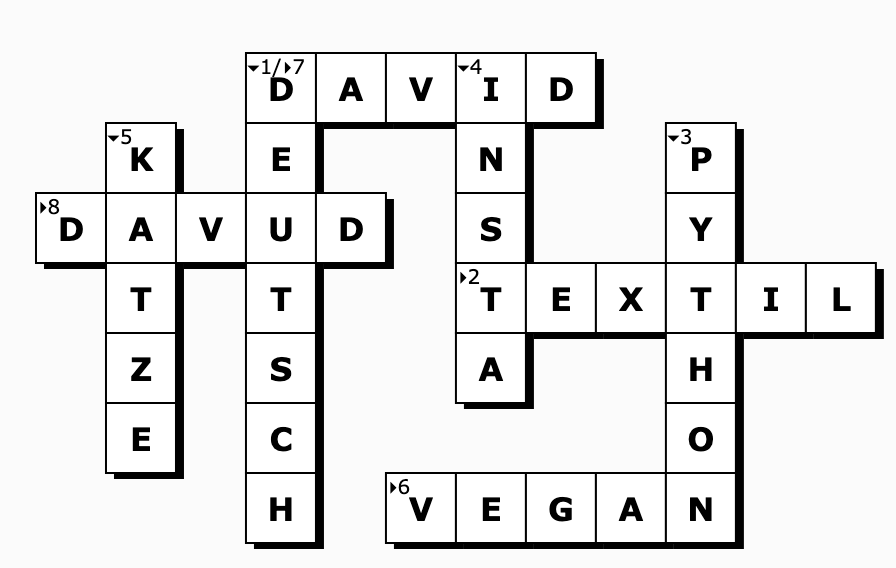 ▾1/▸7 D A V ▾4 I D
▾5 K E N ▾3 P
▸8 D A V U D S Y
T T ▸2 T E X T I L
Z S A H
E C O
H ▸6 V E G A N